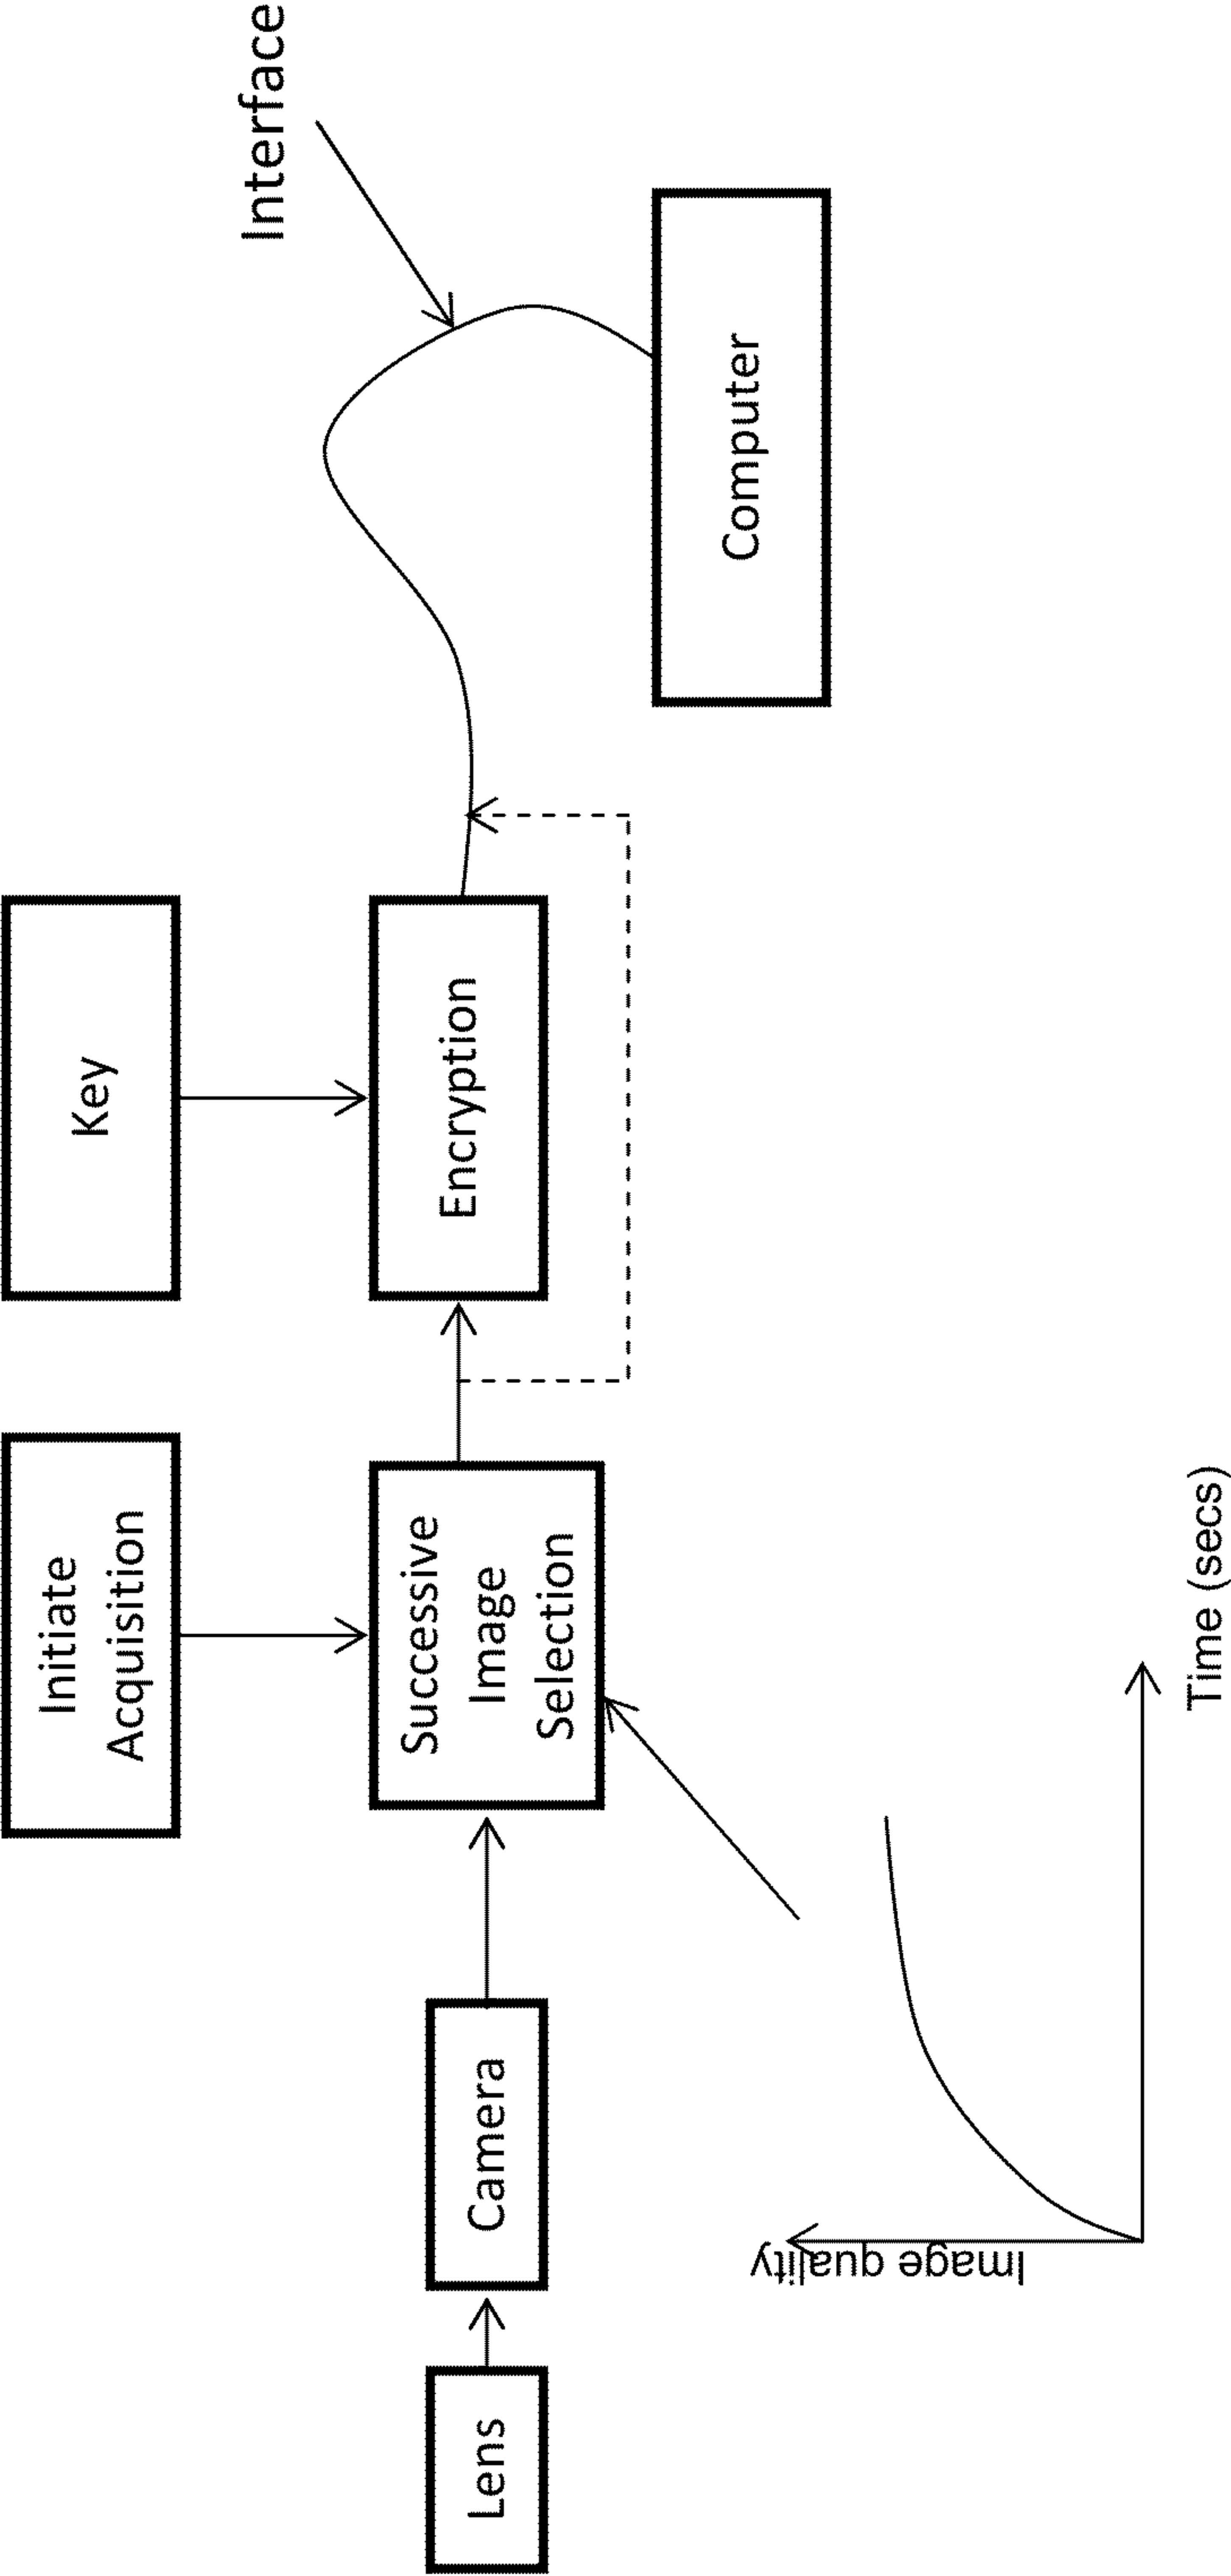 Initiate
Acquisition
Key
Interface
Lens
Camera
Successive
Image
Selection
Encryption
Computer
Image quality
Time (secs)